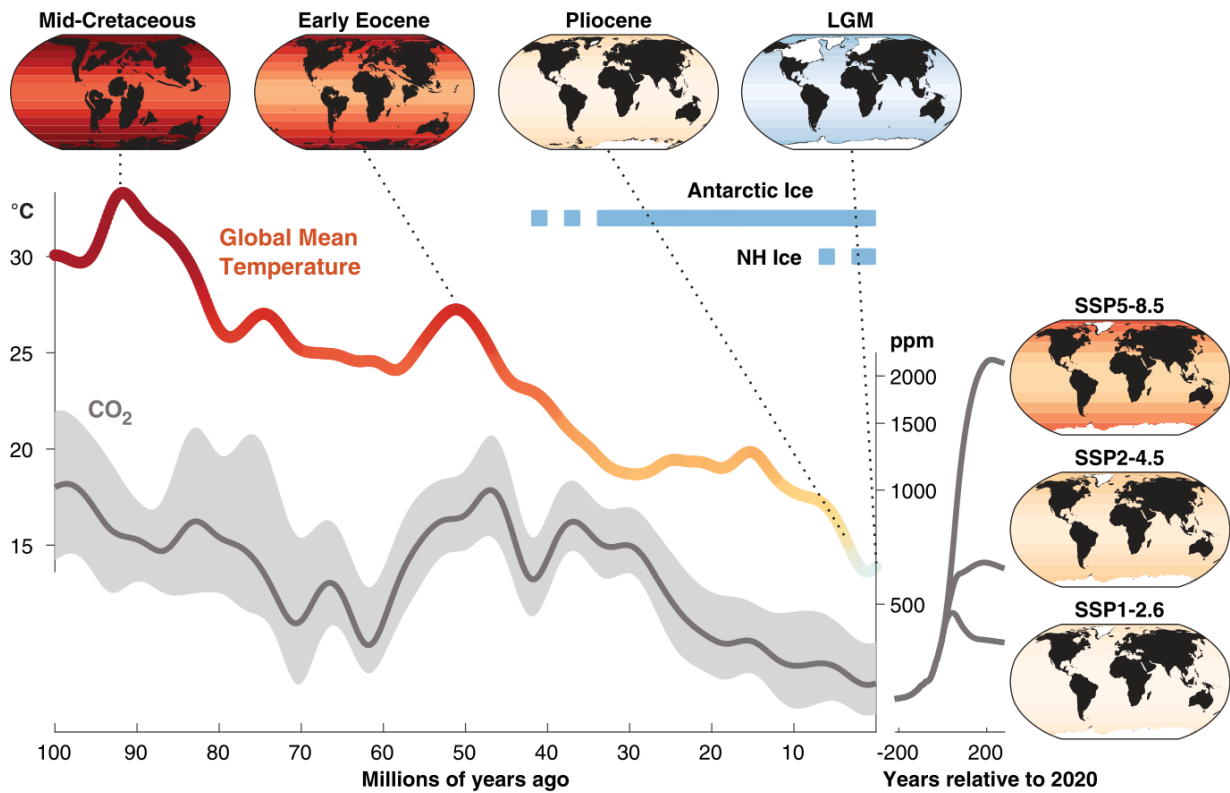 Mid-Cretaceous
Early Eocene
Pliocene
LGM
°C
30
25
20
15
Global Mean
Temperature
CO₂
Antarctic Ice
NH Ice
ppm
2000
1500
1000
500
SSP5-8.5
SSP2-4.5
SSP1-2.6
100 90 80 70 60 50 40 30 20 10
Millions of years ago
-200 0 200
Years relative to 2020